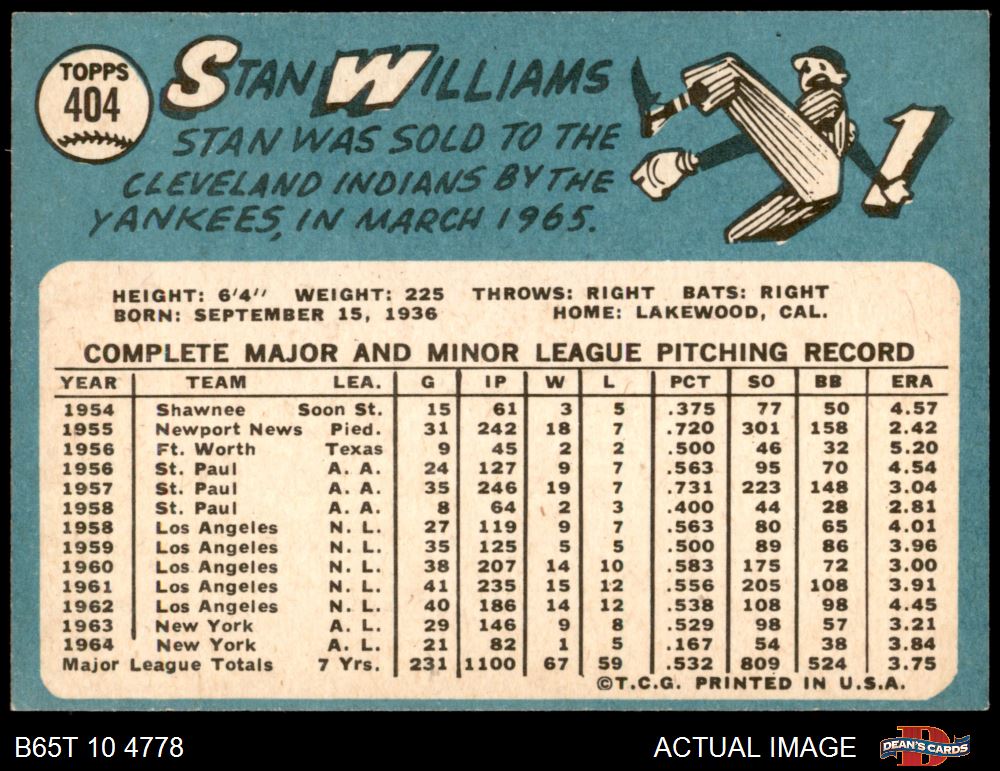 TOPPS
404
STAN WILLIAMS
STAN WAS SOLD TO THE
CLEVELAND INDIANS BY THE
YANKEES, IN MARCH 1965.
1
HEIGHT: 6'4" WEIGHT: 225 THROWS: RIGHT BATS: RIGHT
BORN: SEPTEMBER 15, 1936 HOME: LAKEWOOD, CAL.
COMPLETE MAJOR AND MINOR LEAGUE PITCHING RECORD
YEAR TEAM LEA. G IP W L PCT SO BB ERA
1954 Shawnee Soon St. 15 61 3 5 .375 77 50 4.57
1955 Newport News Pied. 31 242 18 7 .720 301 158 2.42
1956 Ft. Worth Texas 9 45 2 2 .500 46 32 5.20
1956 St. Paul A. A. 24 127 9 7 .563 95 70 4.54
1957 St. Paul A. A. 35 246 19 7 .731 223 148 3.04
1958 St. Paul A. A. 8 64 2 3 .400 44 28 2.81
1958 Los Angeles N. L. 27 119 9 7 .563 80 65 4.01
1959 Los Angeles N. L. 35 125 5 5 .500 89 86 3.96
1960 Los Angeles N. L. 38 207 14 10 .583 175 72 3.00
1961 Los Angeles N. L. 41 235 15 12 .556 205 108 3.91
1962 Los Angeles N. L. 40 186 14 12 .538 108 98 4.45
1963 New York A. L. 29 146 9 8 .529 98 57 3.21
1964 New York A. L. 21 82 1 5 .167 54 38 3.84
Major League Totals 7 Yrs. 231 1100 67 59 .532 809 524 3.75
©T.C.G. PRINTED IN U.S.A.
B65T 10 4778 ACTUAL IMAGE DEAN'S CARDS